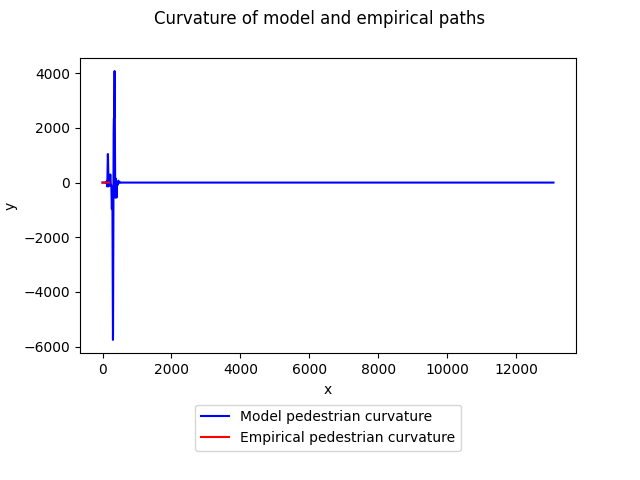 Curvature of model and empirical paths
4000
2000
0
−2000
−4000
−6000
y
0 2000 4000 6000 8000 10000 12000
x
Model pedestrian curvature
Empirical pedestrian curvature